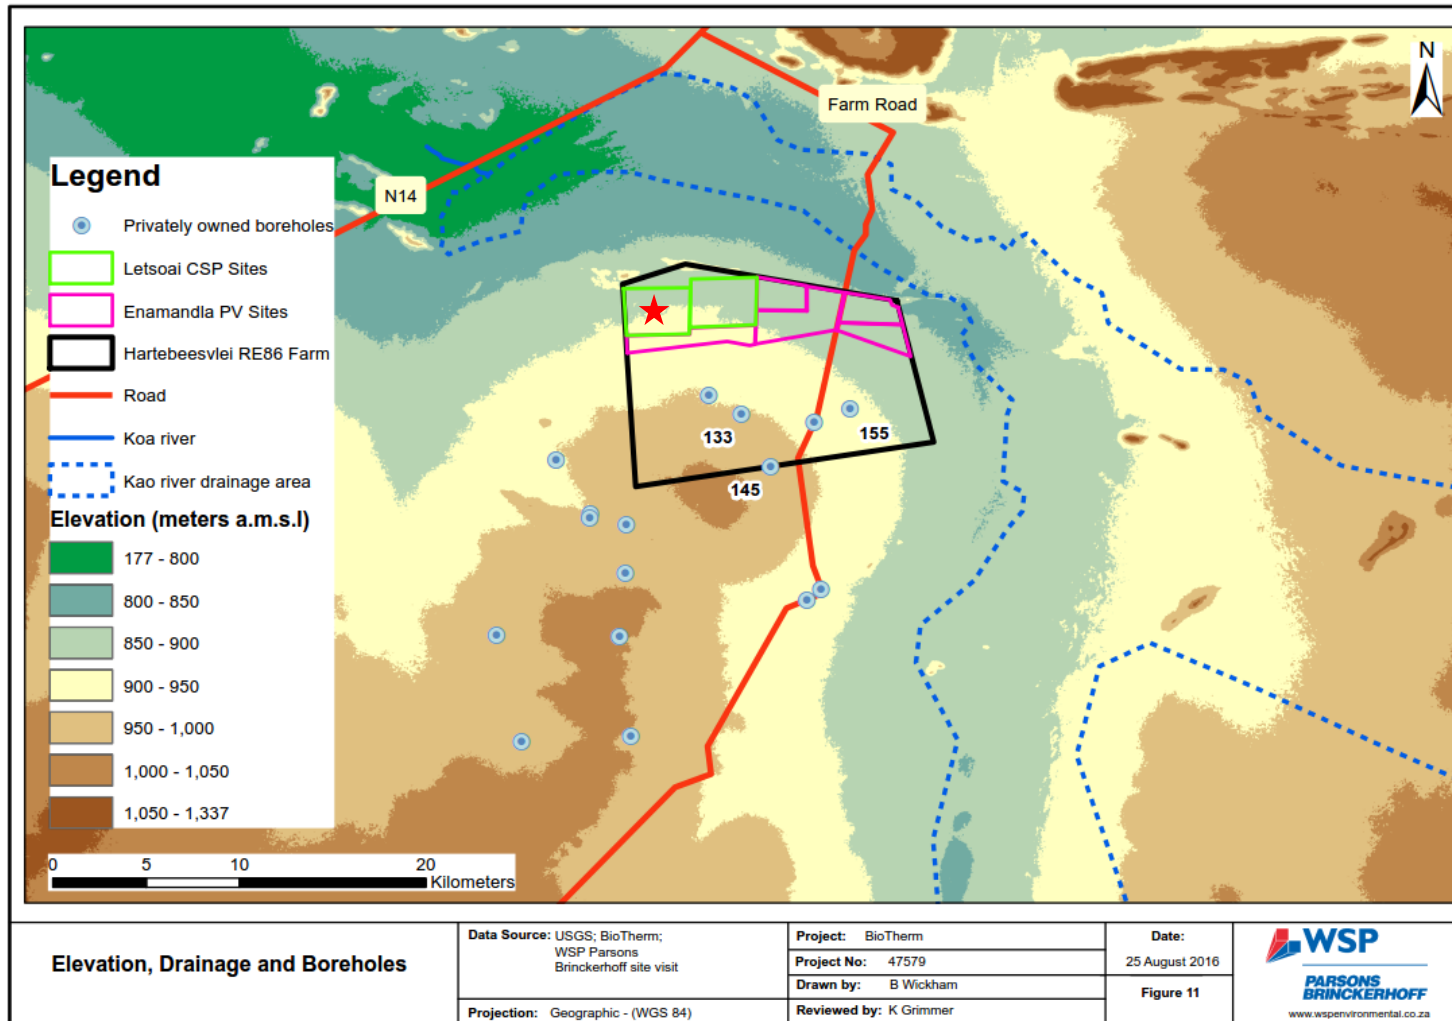 N
Farm Road
N14
Legend
Privately owned boreholes
Letsoai CSP Sites
Enamandla PV Sites
Hartebeesvlei RE86 Farm
Road
Koa river
Kao river drainage area
Elevation (meters a.m.s.l)
177 - 800
800 - 850
850 - 900
900 - 950
950 - 1,000
1,000 - 1,050
1,050 - 1,337
133
155
145
0 5 10 20
Kilometers
Elevation, Drainage and Boreholes
Data Source: USGS; BioTherm;
WSP Parsons
Brinckerhoff site visit
Projection: Geographic - (WGS 84)
Project: BioTherm
Project No: 47579
Drawn by: B Wickham
Reviewed by: K Grimmer
Date:
25 August 2016
Figure 11
WSP
PARSONS
BRINCKERHOFF
www.wspenvironmental.co.za